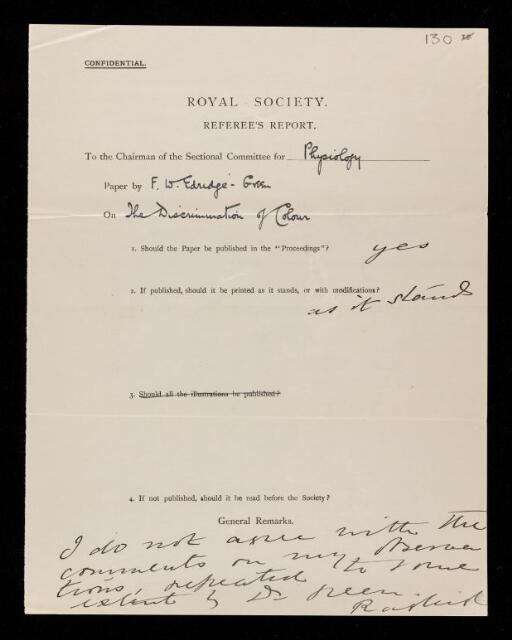 130
CONFIDENTIAL.
ROYAL SOCIETY.
REFEREE'S REPORT.
To the Chairman of the Sectional Committee for Physiology
Paper by F. W. Edridge-Green
On The Discrimination of Colour
1. Should the Paper be published in the "Proceedings"? yes
2. If published, should it be printed as it stands, or with modifications?
as it stands
3. Should all the illustrations be published?
4. If not published, should it be read before the Society?
General Remarks.
I do not agree with the
comments on my observa
tions, repeated to some
extent by Dr Green.